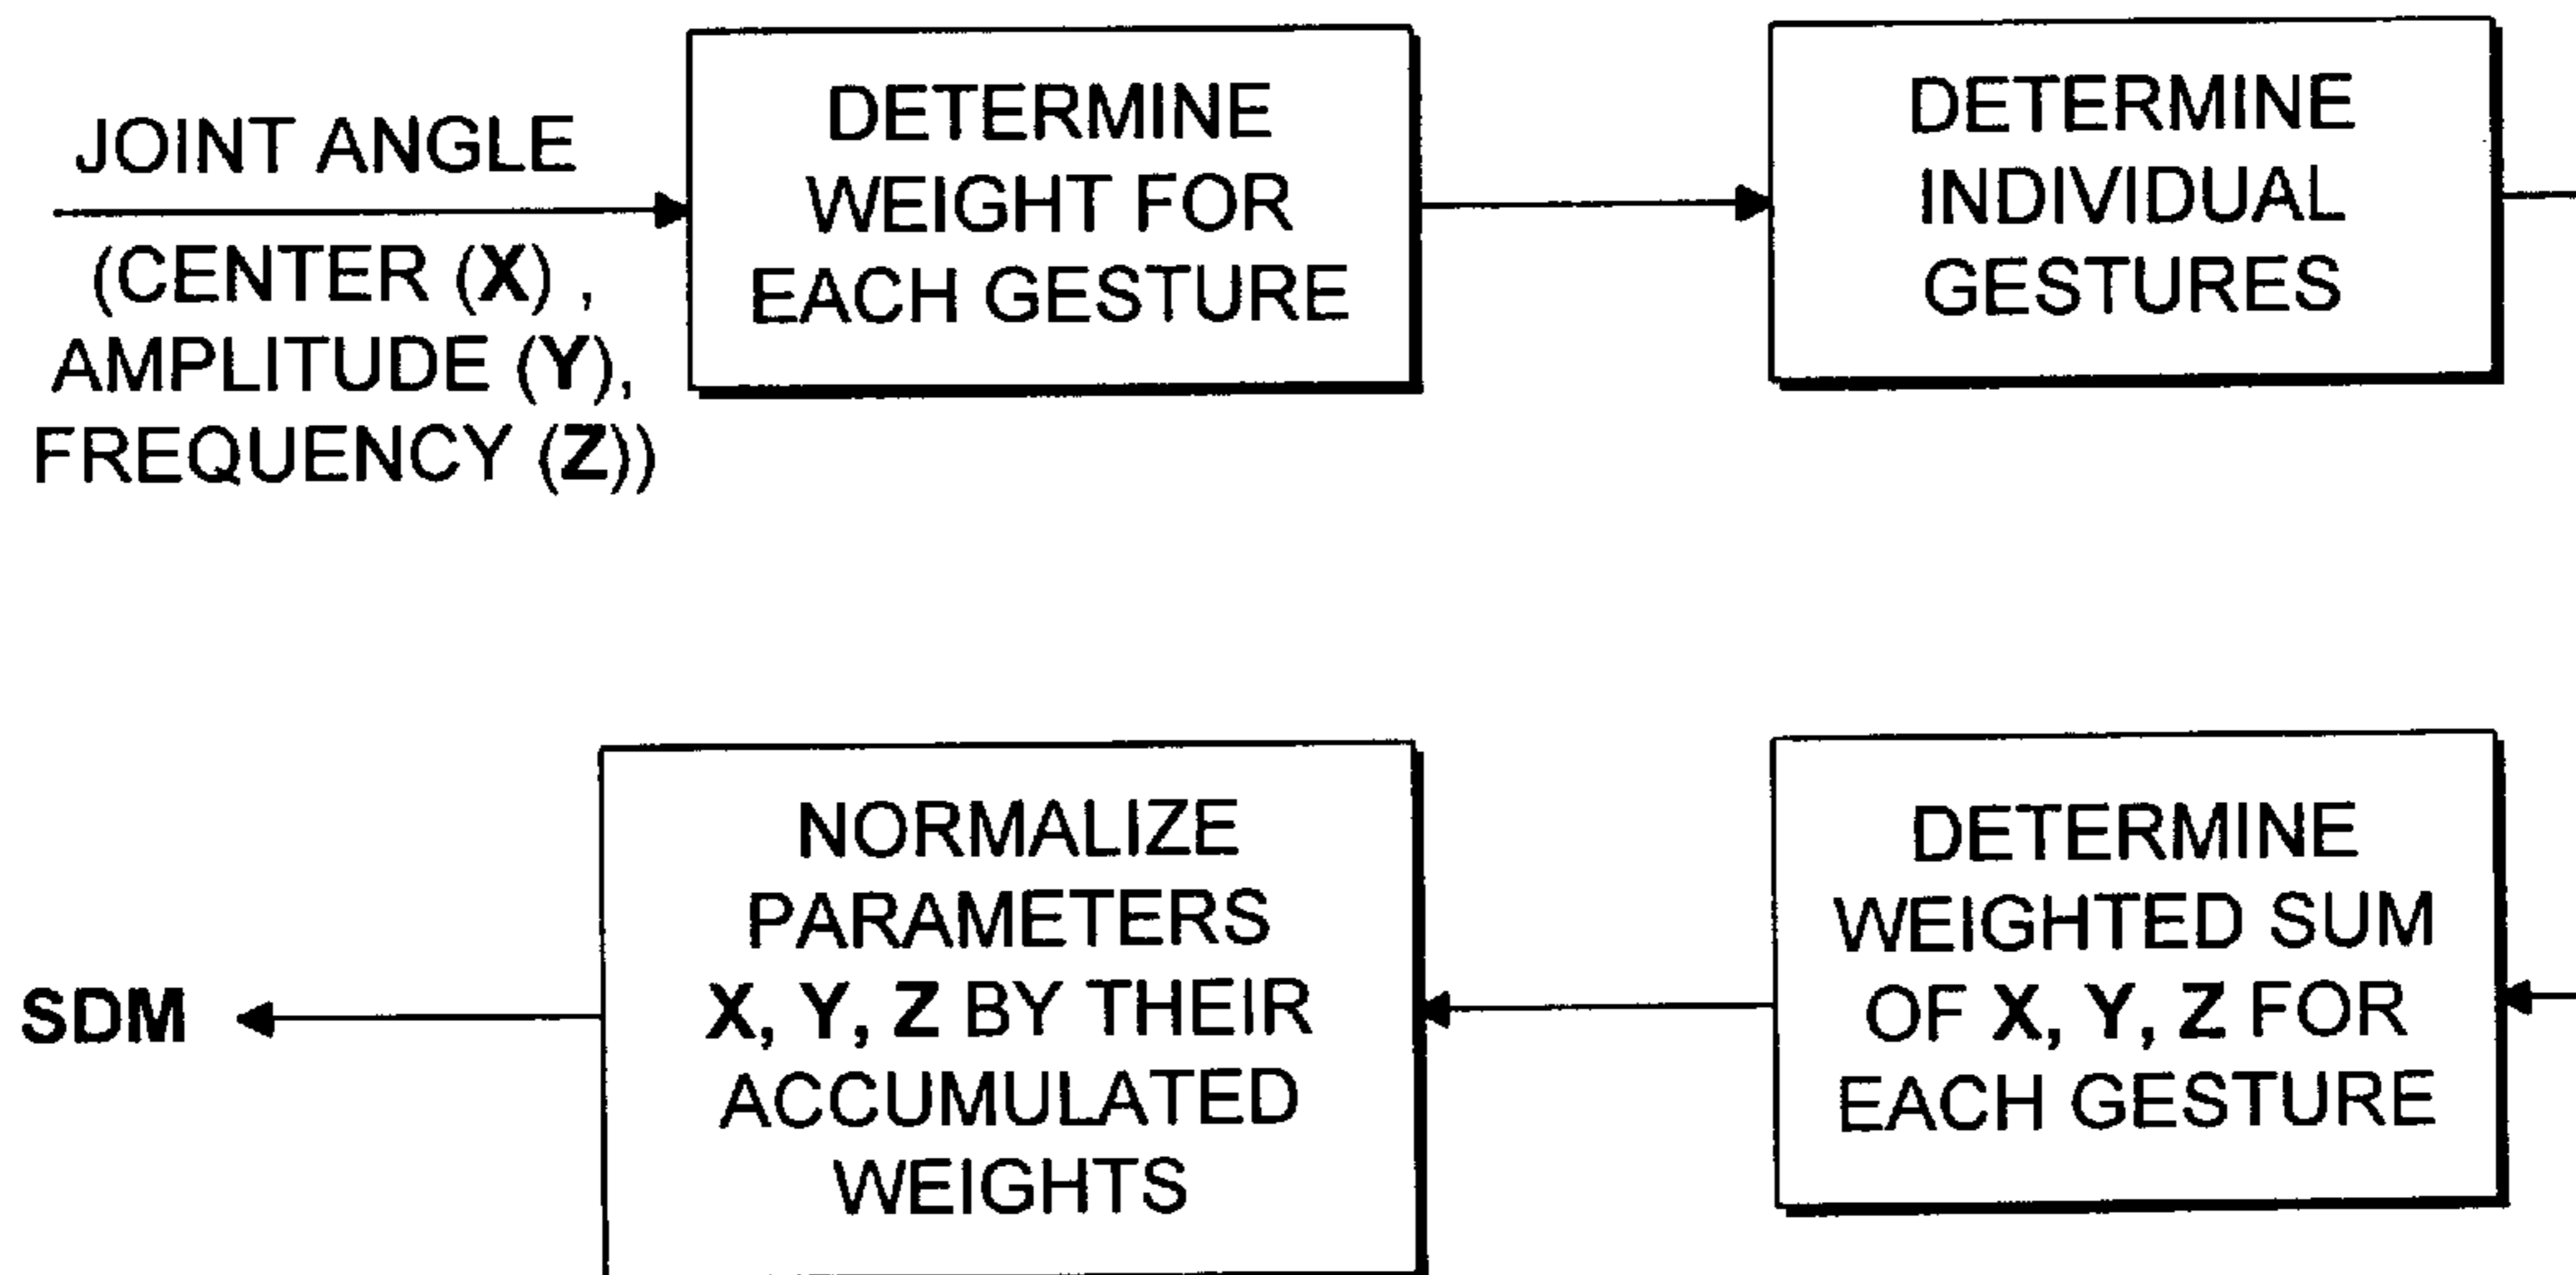 JOINT ANGLE
(CENTER (X) ,
AMPLITUDE (Y),
FREQUENCY (Z))
DETERMINE
WEIGHT FOR
EACH GESTURE
DETERMINE
INDIVIDUAL
GESTURES
DETERMINE
WEIGHTED SUM
OF X, Y, Z FOR
EACH GESTURE
NORMALIZE
PARAMETERS
X, Y, Z BY THEIR
ACCUMULATED
WEIGHTS
SDM